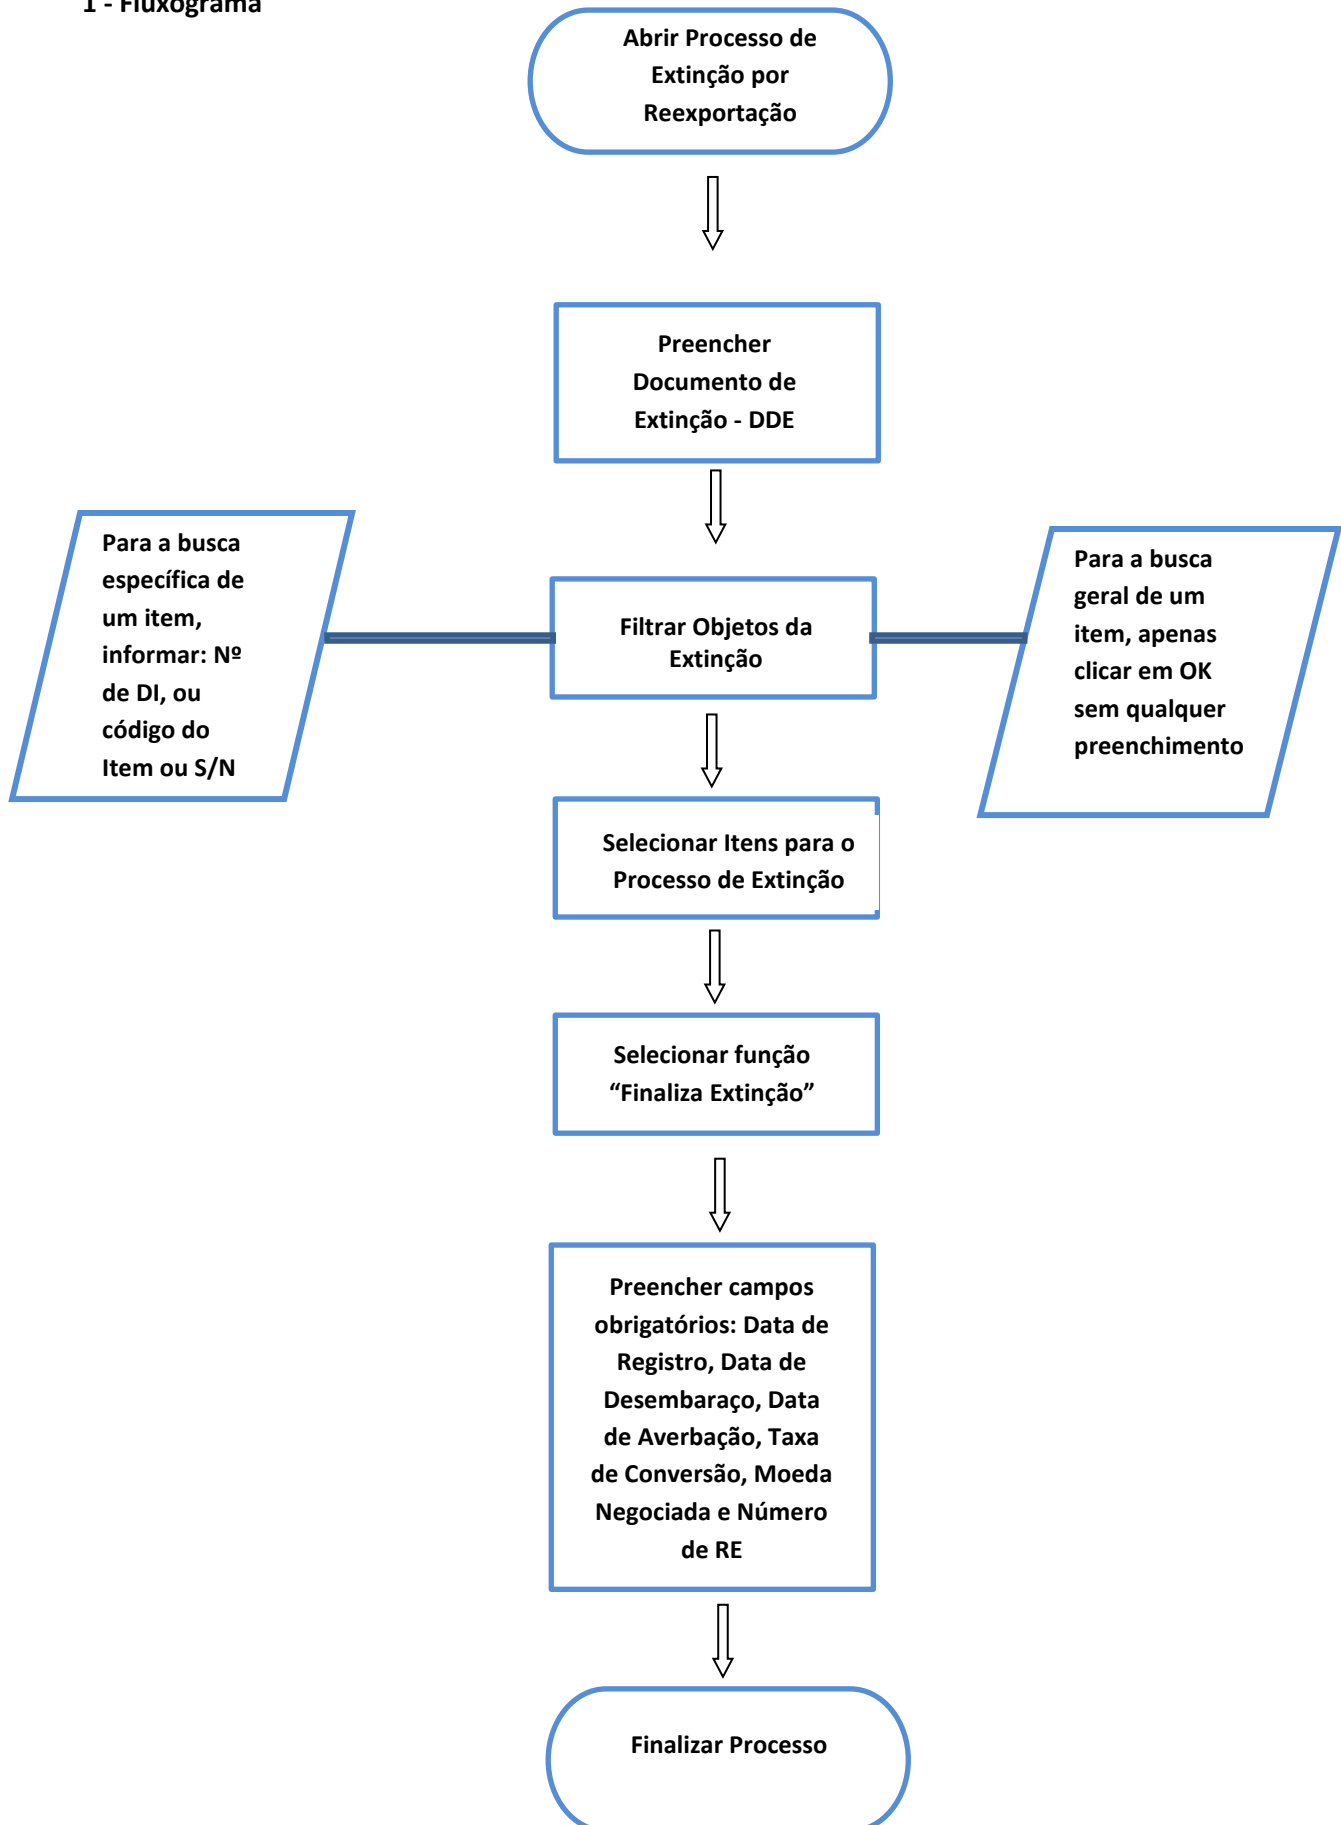 1 - Fluxograma
Abrir Processo de
Extinção por
Reexportação
Preencher
Documento de
Extinção - DDE
Para a busca
específica de
um item,
informar: Nº
de DI, ou
código do
Item ou S/N
Filtrar Objetos da
Extinção
Para a busca
geral de um
item, apenas
clicar em OK
sem qualquer
preenchimento
Selecionar Itens para o
Processo de Extinção
Selecionar função
“Finaliza Extinção”
Preencher campos
obrigatórios: Data de
Registro, Data de
Desembaraço, Data
de Averbação, Taxa
de Conversão, Moeda
Negociada e Número
de RE
Finalizar Processo